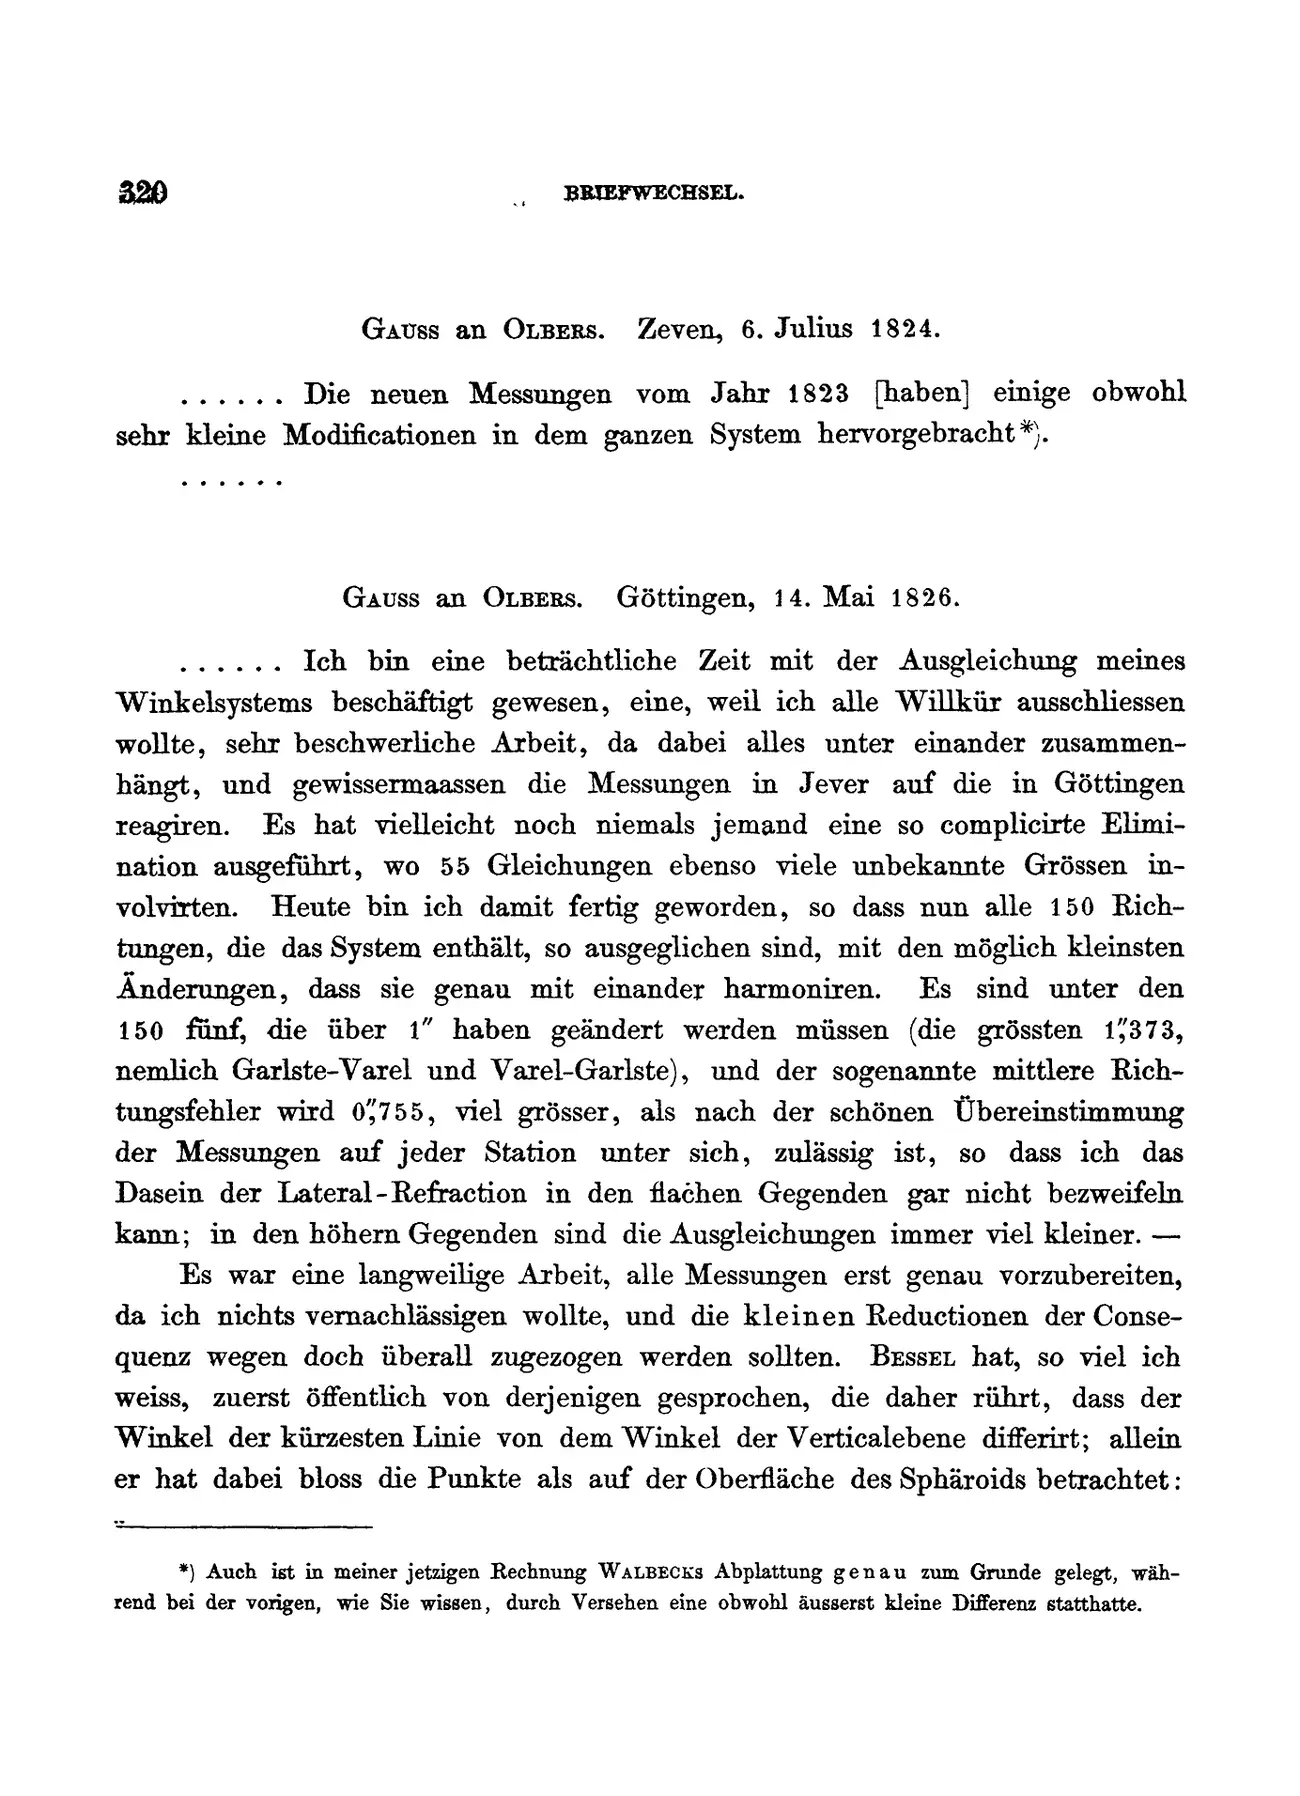 320 BRIEFWECHSEL.
GAUSS an OLBERS. Zeven, 6. Julius 1824.
. . . . . . Die neuen Messungen vom Jahr 1823 [haben] einige obwohl
sehr kleine Modificationen in dem ganzen System hervorgebracht*).
. . . . . .
GAUSS an OLBERS. Göttingen, 14. Mai 1826.
. . . . . . Ich bin eine beträchtliche Zeit mit der Ausgleichung meines
Winkelsystems beschäftigt gewesen, eine, weil ich alle Willkür ausschliessen
wollte, sehr beschwerliche Arbeit, da dabei alles unter einander zusammen-
hängt, und gewissermaassen die Messungen in Jever auf die in Göttingen
reagiren. Es hat vielleicht noch niemals jemand eine so complicirte Elimi-
nation ausgeführt, wo 55 Gleichungen ebenso viele unbekannte Grössen in-
volvirten. Heute bin ich damit fertig geworden, so dass nun alle 150 Rich-
tungen, die das System enthält, so ausgeglichen sind, mit den möglich kleinsten
Änderungen, dass sie genau mit einander harmoniren. Es sind unter den
150 fünf, die über 1″ haben geändert werden müssen (die grössten 1″,373,
nemlich Garlste-Varel und Varel-Garlste), und der sogenannte mittlere Rich-
tungsfehler wird 0″,755, viel grösser, als nach der schönen Übereinstimmung
der Messungen auf jeder Station unter sich, zulässig ist, so dass ich das
Dasein der Lateral-Refraction in den flachen Gegenden gar nicht bezweifeln
kann; in den höhern Gegenden sind die Ausgleichungen immer viel kleiner. —
Es war eine langweilige Arbeit, alle Messungen erst genau vorzubereiten,
da ich nichts vernachlässigen wollte, und die kleinen Reductionen der Conse-
quenz wegen doch überall zugezogen werden sollten. BESSEL hat, so viel ich
weiss, zuerst öffentlich von derjenigen gesprochen, die daher rührt, dass der
Winkel der kürzesten Linie von dem Winkel der Verticalebene differirt; allein
er hat dabei bloss die Punkte als auf der Oberfläche des Sphäroids betrachtet:
*) Auch ist in meiner jetzigen Rechnung WALBECKS Abplattung genau zum Grunde gelegt, wäh-
rend bei der vorigen, wie Sie wissen, durch Versehen eine obwohl äusserst kleine Differenz statthatte.